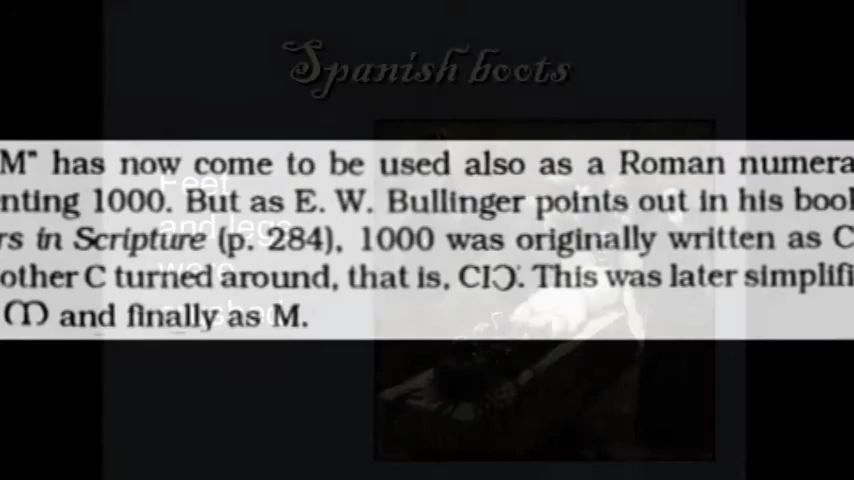 Spanish boots
M" has now come to be used also as a Roman numera
nting 1000. But as E. W. Bullinger points out in his bool
rs in Scripture (p. 284), 1000 was originally written as C
other C turned around, that is, CIↃ. This was later simplifi
(Ⅰ) and finally as M.
Feet
and legs
were